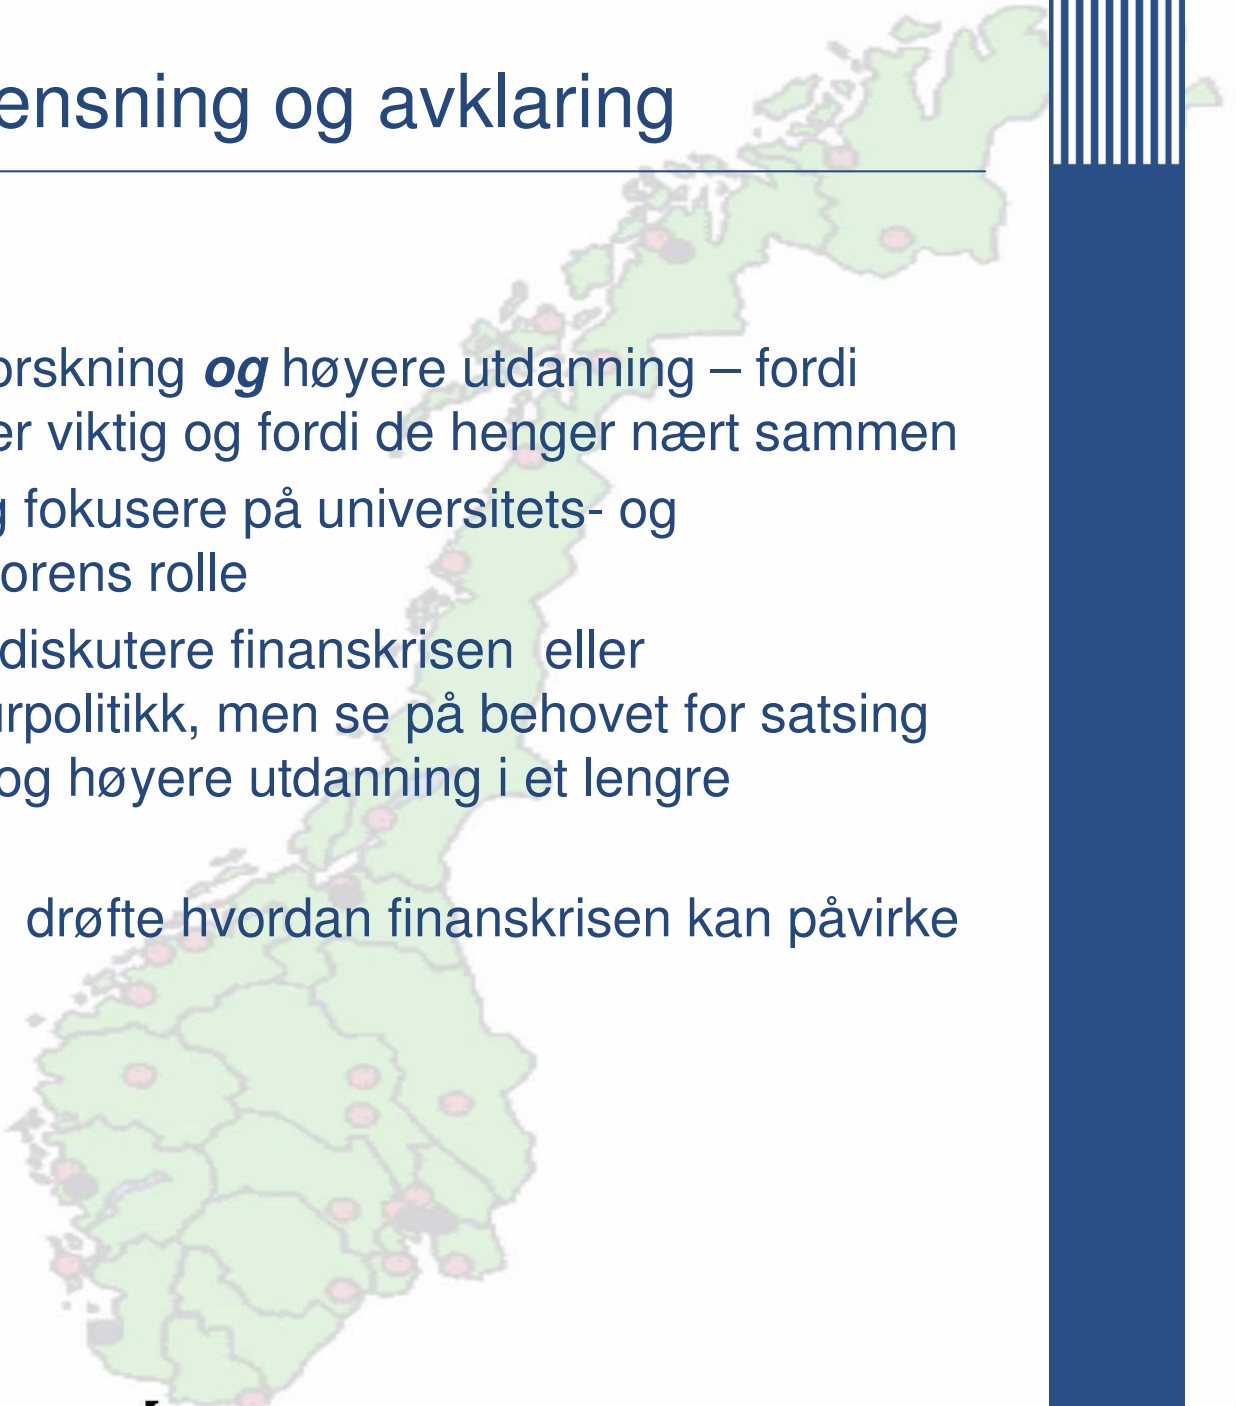 ensning og avklaring
orskning og høyere utdanning – fordi
er viktig og fordi de henger nært sammen
g fokusere på universitets- og
orens rolle
diskutere finanskrisen eller
urpolitikk, men se på behovet for satsing
og høyere utdanning i et lengre
drøfte hvordan finanskrisen kan påvirke